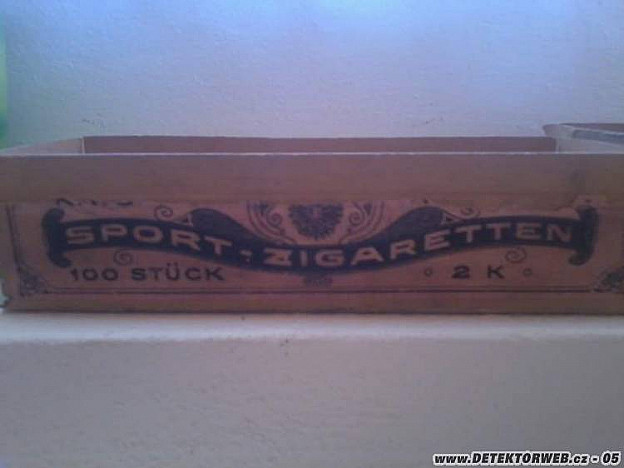 SPORT-ZIGARETTEN
100 STÜCK
2 K
www.DETEKTORWEB.cz - 05